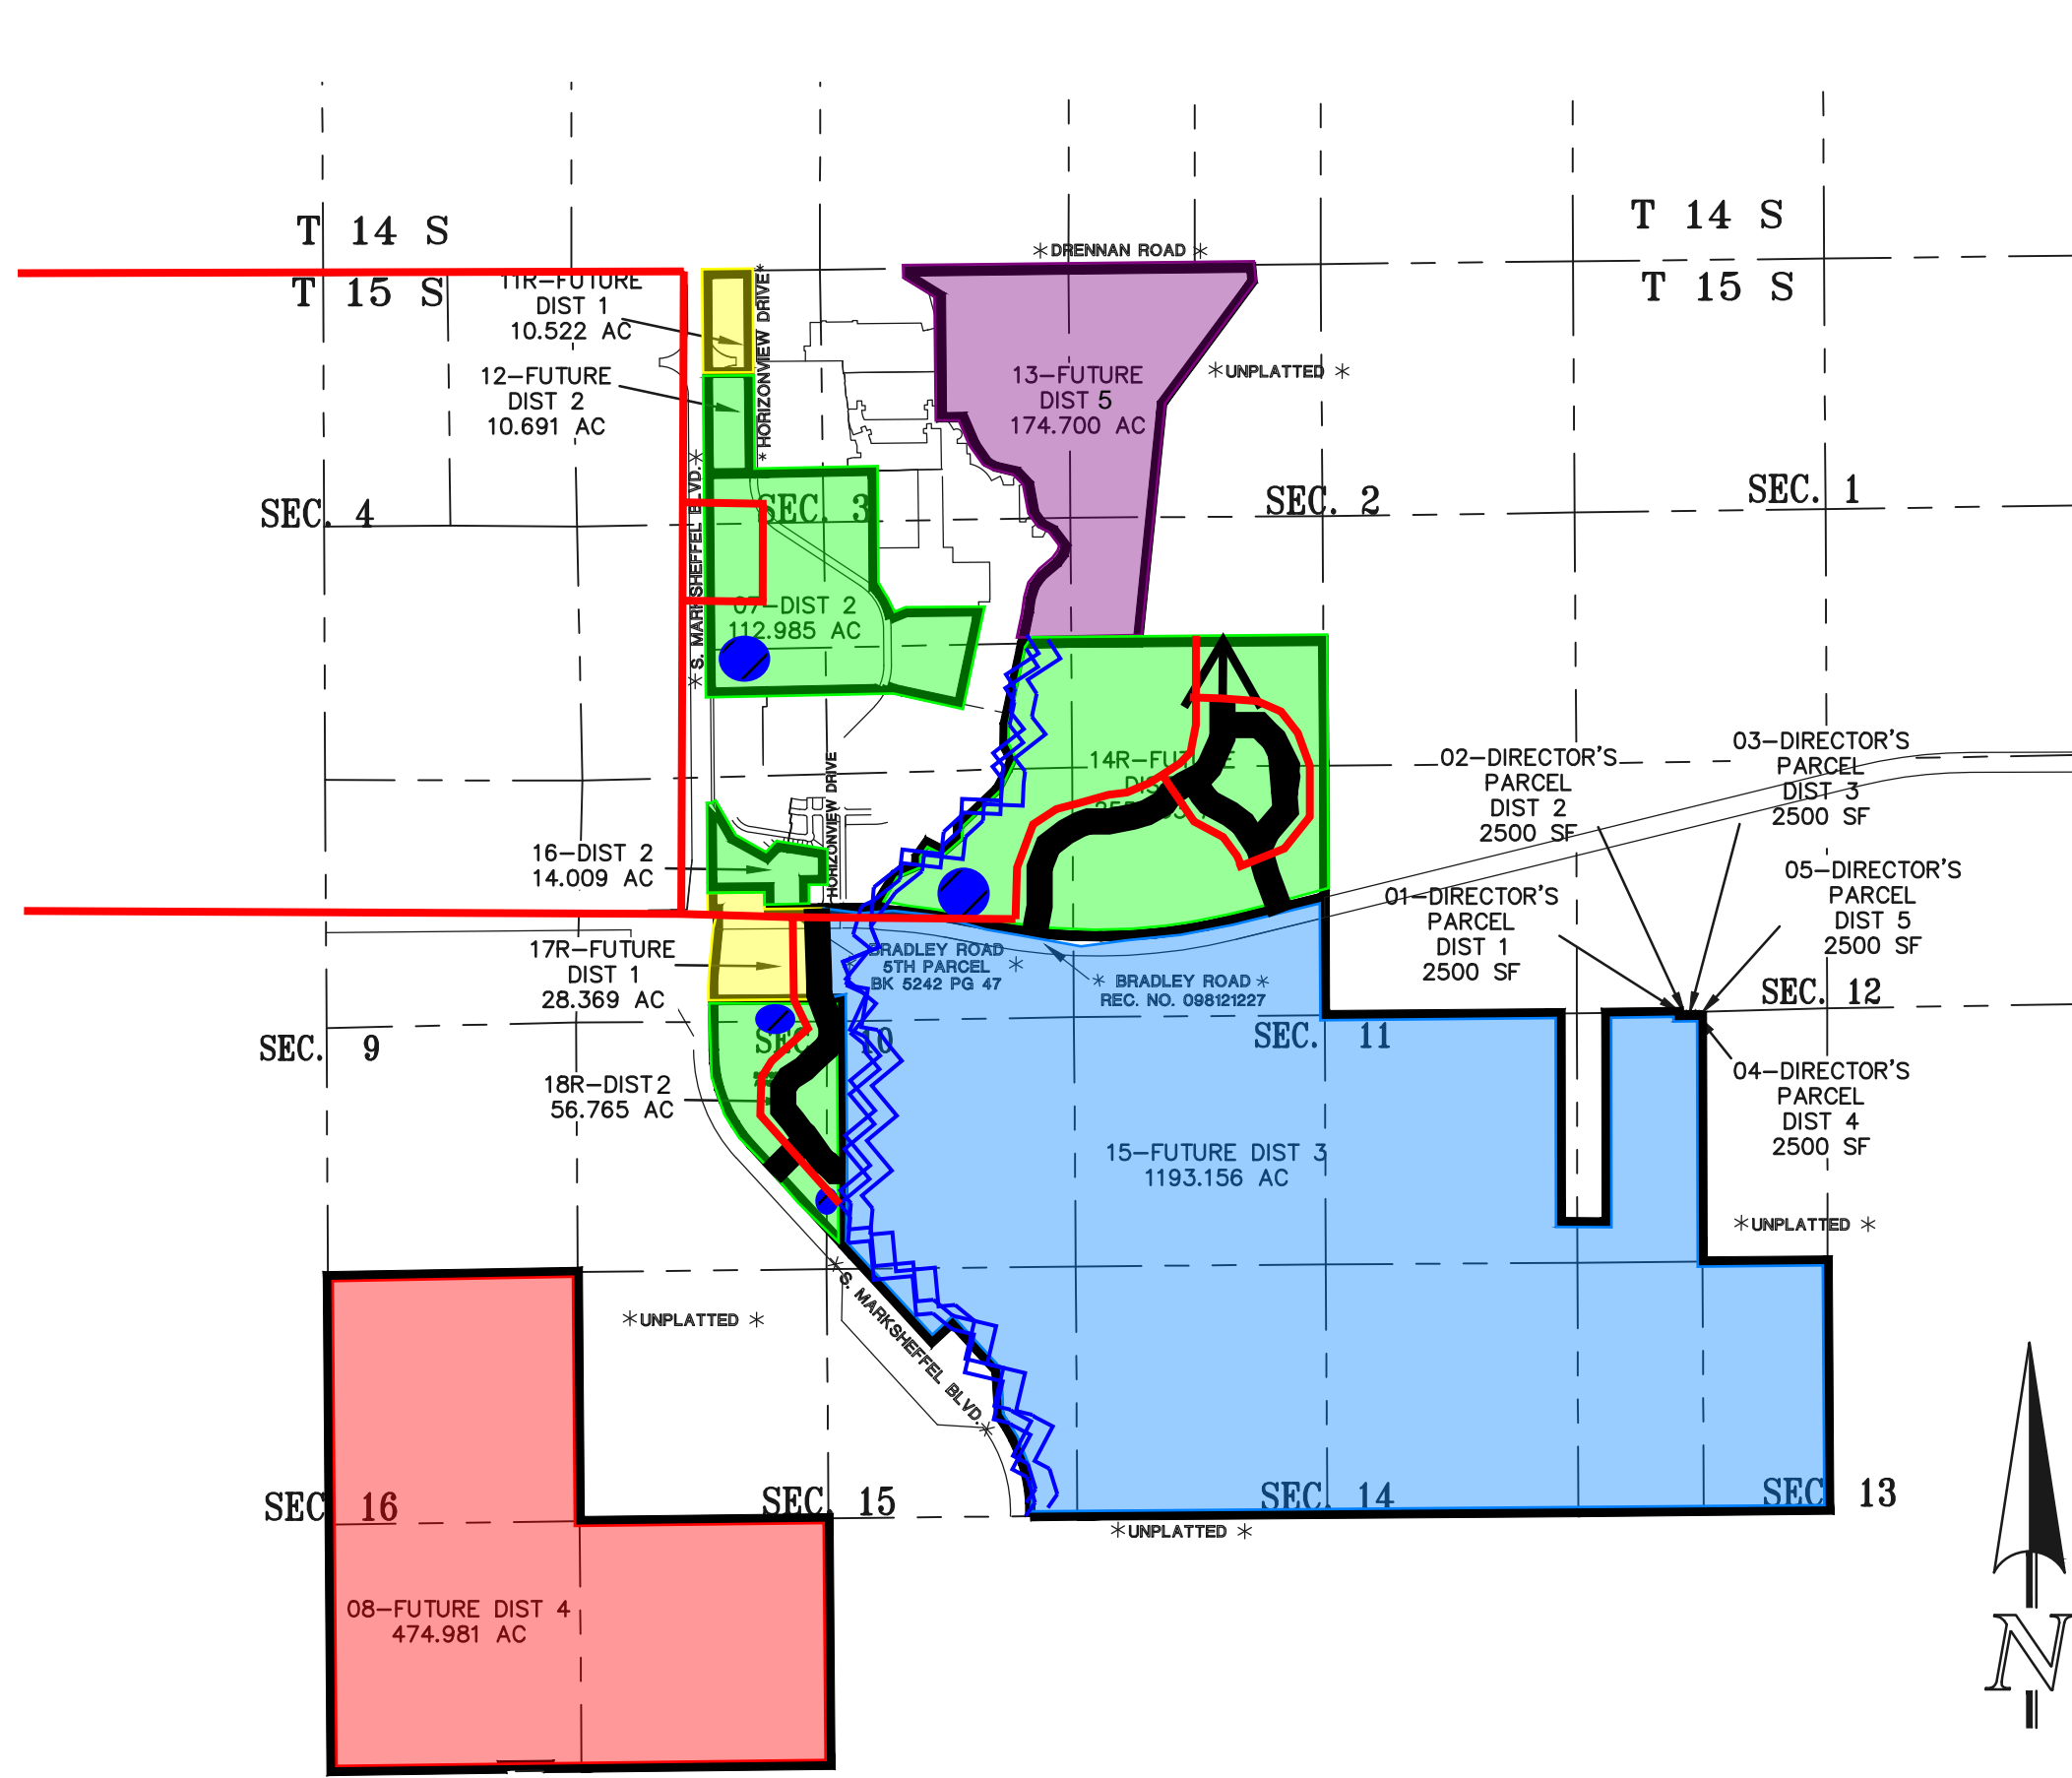 T 14 S
T 14 S
T 15 S
T 15 S
* DRENNAN ROAD *
11R-FUTURE
DIST 1
10.522 AC
12-FUTURE
DIST 2
10.691 AC
* HORIZONVIEW DRIVE *
13-FUTURE
DIST 5
174.700 AC
* UNPLATTED *
SEC. 4
SEC. 3
SEC. 2
SEC. 1
* S. MARKSHEFFEL BLVD. *
07-DIST 2
112.985 AC
14R-FUTURE
02-DIRECTOR'S
PARCEL
DIST 2
2500 SF
03-DIRECTOR'S
PARCEL
DIST 3
2500 SF
HORIZONVIEW DRIVE
16-DIST 2
14.009 AC
01-DIRECTOR'S
PARCEL
DIST 1
2500 SF
05-DIRECTOR'S
PARCEL
DIST 5
2500 SF
17R-FUTURE
DIST 1
28.369 AC
* BRADLEY ROAD
5TH PARCEL *
BK 5242 PG 47
* BRADLEY ROAD *
REC. NO. 098121227
SEC. 9
SEC. 10
SEC. 11
SEC. 12
18R-DIST2
56.765 AC
04-DIRECTOR'S
PARCEL
DIST 4
2500 SF
15-FUTURE DIST 3
1193.156 AC
* UNPLATTED *
* S. MARKSHEFFEL BLVD. *
* UNPLATTED *
SEC. 16
SEC. 15
SEC. 14
SEC. 13
* UNPLATTED *
08-FUTURE DIST 4
474.981 AC
N